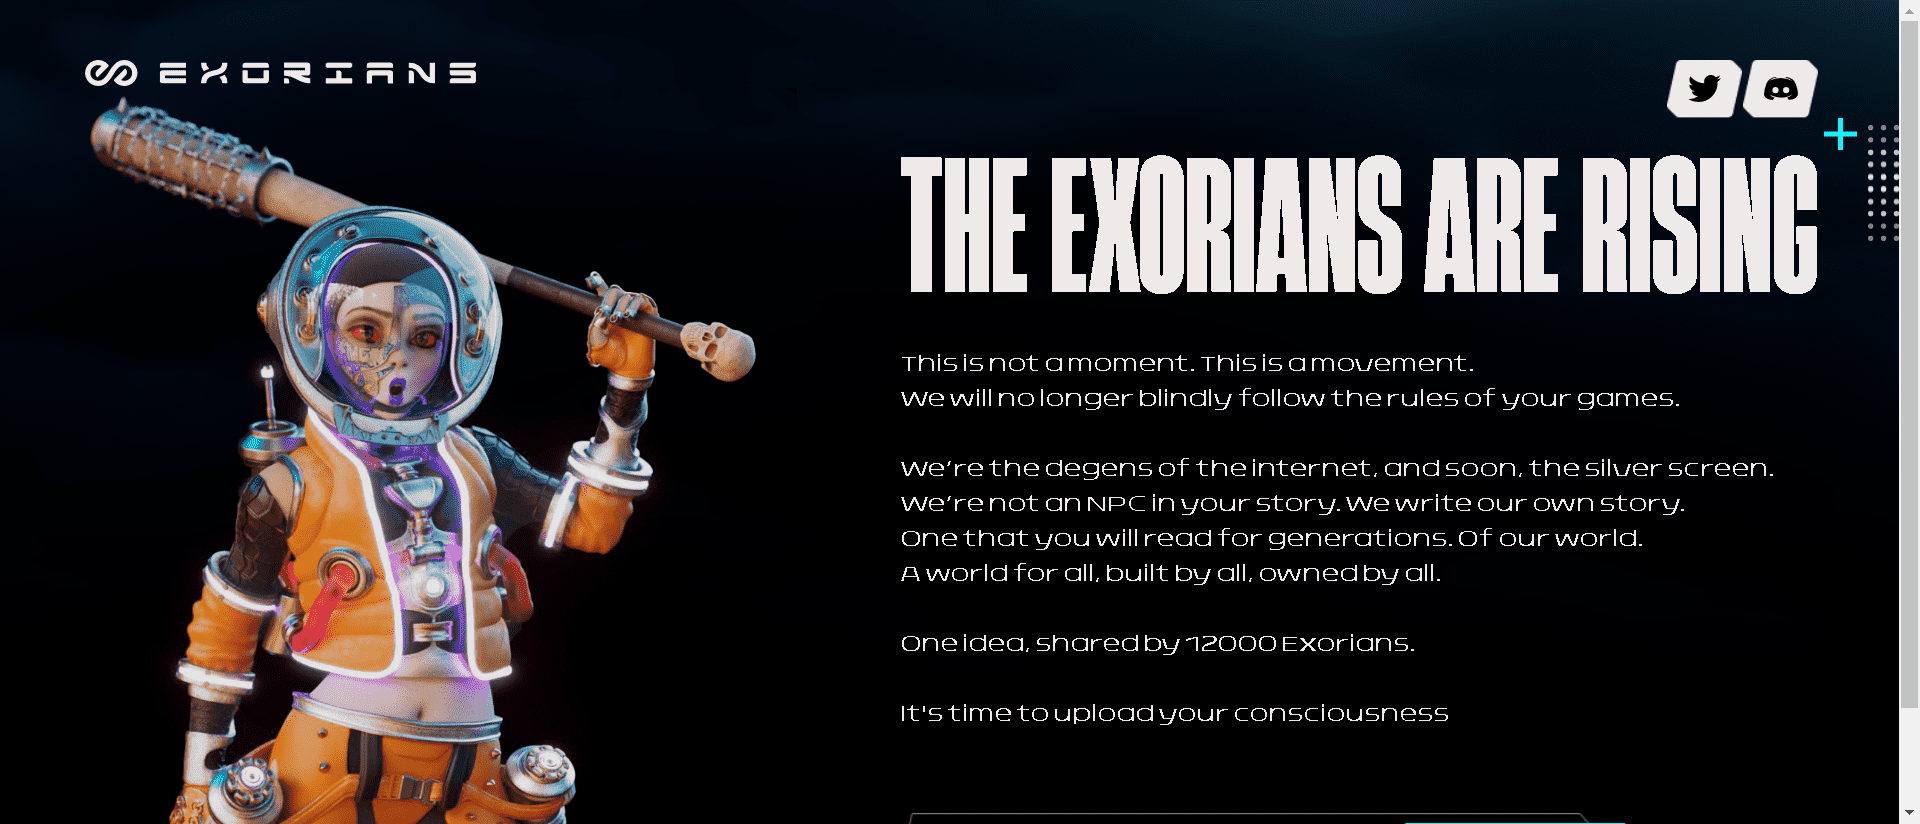 EXORIANS
THE EXORIANS ARE RISING
This is not a moment. This is a movement.
We will no longer blindly follow the rules of your games.
We’re the degens of the internet, and soon, the silver screen.
We’re not an NPC in your story. We write our own story.
One that you will read for generations. Of our world.
A world for all, built by all, owned by all.
One idea, shared by 12000 Exorians.
It's time to upload your consciousness